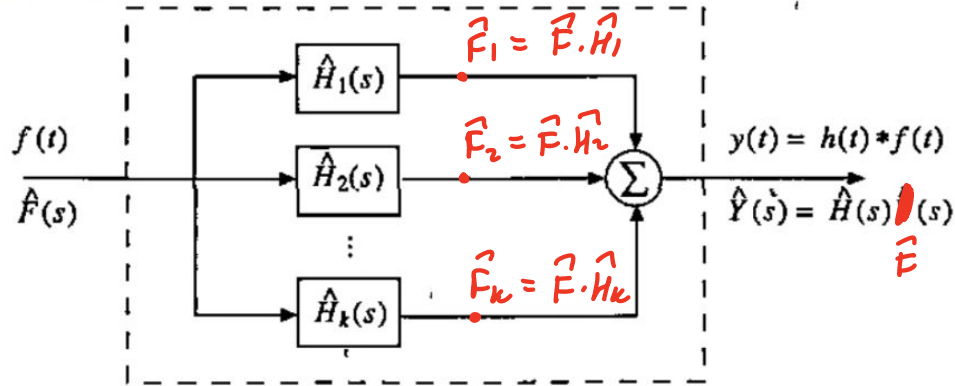 F̂₁ = F̂.Ĥ₁
Ĥ₁(s)
f(t)
F̂(s)
F̂₂ = F̂.Ĥ₂
Ĥ₂(s)
Σ
y(t) = h(t)*f(t)
Ŷ(s) = Ĥ(s) (s)
F̂
⋮
F̂ₖ = F̂.Ĥₖ
Ĥₖ(s)